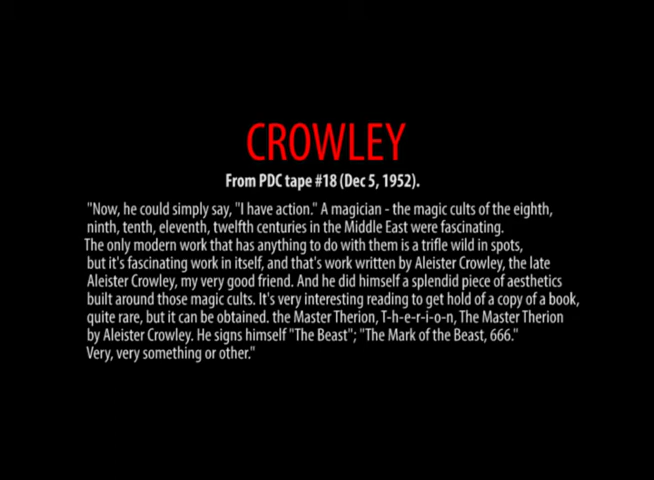 CROWLEY
From PDC tape #18 (Dec 5, 1952).
"Now, he could simply say, "I have action." A magician - the magic cults of the eighth,
ninth, tenth, eleventh, twelfth centuries in the Middle East were fascinating.
The only modern work that has anything to do with them is a trifle wild in spots,
but it's fascinating work in itself, and that's work written by Aleister Crowley, the late
Aleister Crowley, my very good friend. And he did himself a splendid piece of aesthetics
built around those magic cults. It's very interesting reading to get hold of a copy of a book,
quite rare, but it can be obtained. the Master Therion, T-h-e-r-i-o-n, The Master Therion
by Aleister Crowley. He signs himself "The Beast"; "The Mark of the Beast, 666."
Very, very something or other."